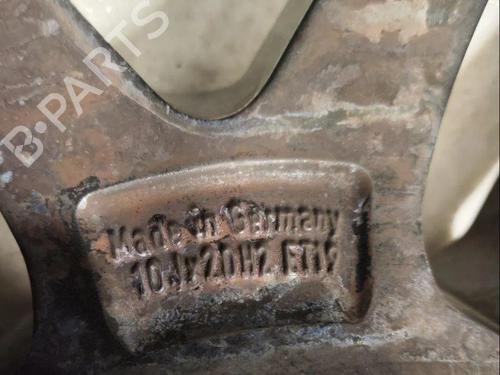 B-PARTS
Made in Germany
10Jx20H2 ET19